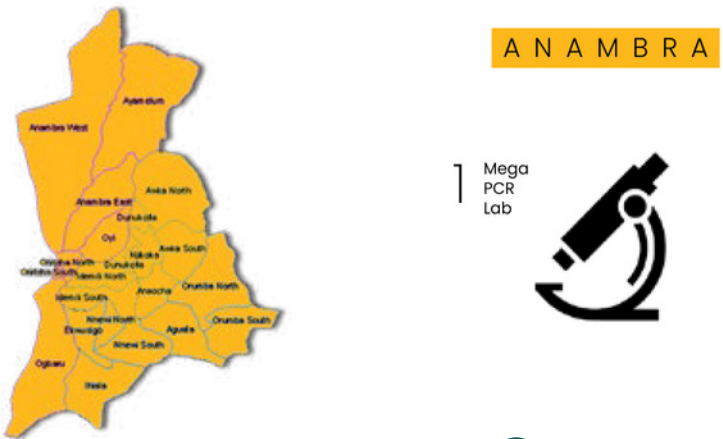 ANAMBRA
Ayamelum
Anambra West
Awka North
Anambra East
Dunukofia
Oyi
Awka South
Njikoka
Onitsha North
Dunukofia
Onitsha South
Idemili North
Anaocha
Orumba North
Idemili South
Nnewi North
Orumba South
Ekwusigo
Aguata
Nnewi South
Ogbaru
Ihiala
1 Mega
PCR
Lab